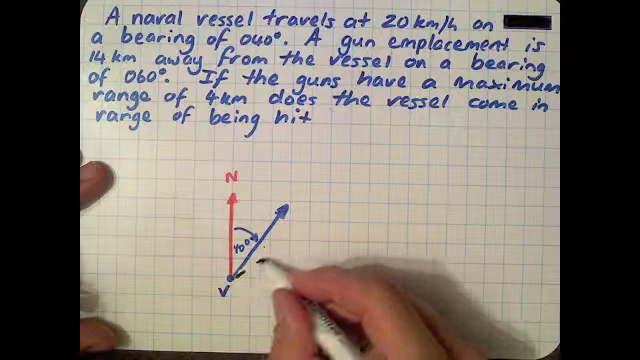 A naval vessel travels at 20 km/h on
a bearing of 040°. A gun emplacement is
14 km away from the vessel on a bearing
of 060°. If the guns have a maximum
range of 4 km does the vessel come in
range of being hit
N
40°
V